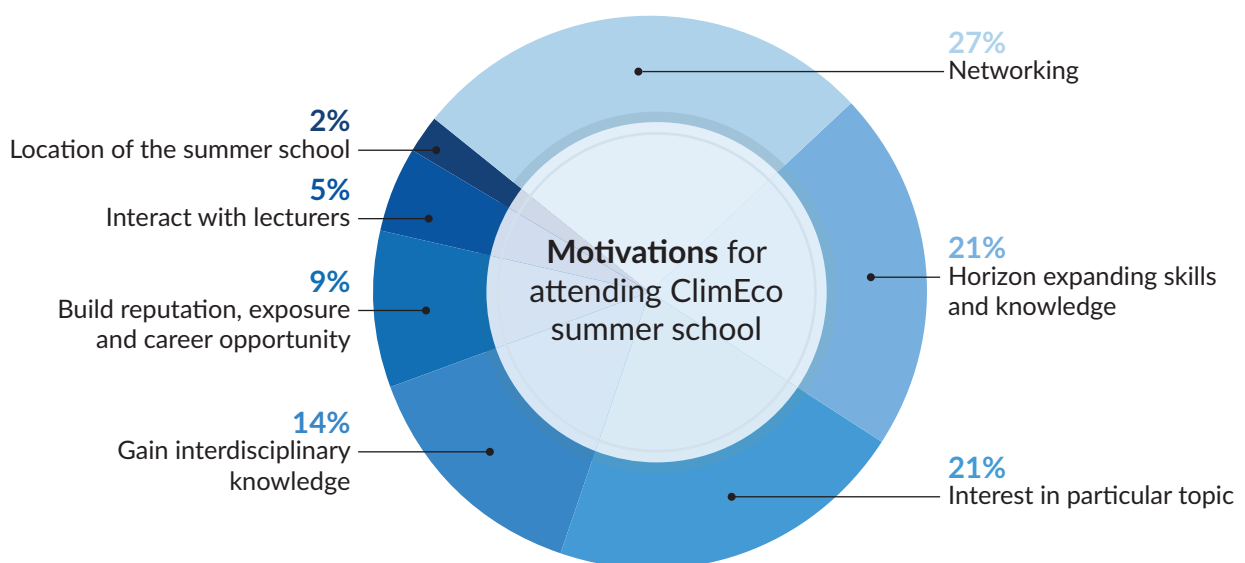 27%
Networking
2%
Location of the summer school
5%
Interact with lecturers
9%
Build reputation, exposure
and career opportunity
14%
Gain interdisciplinary
knowledge
Motivations for
attending ClimEco
summer school
21%
Horizon expanding skills
and knowledge
21%
Interest in particular topic